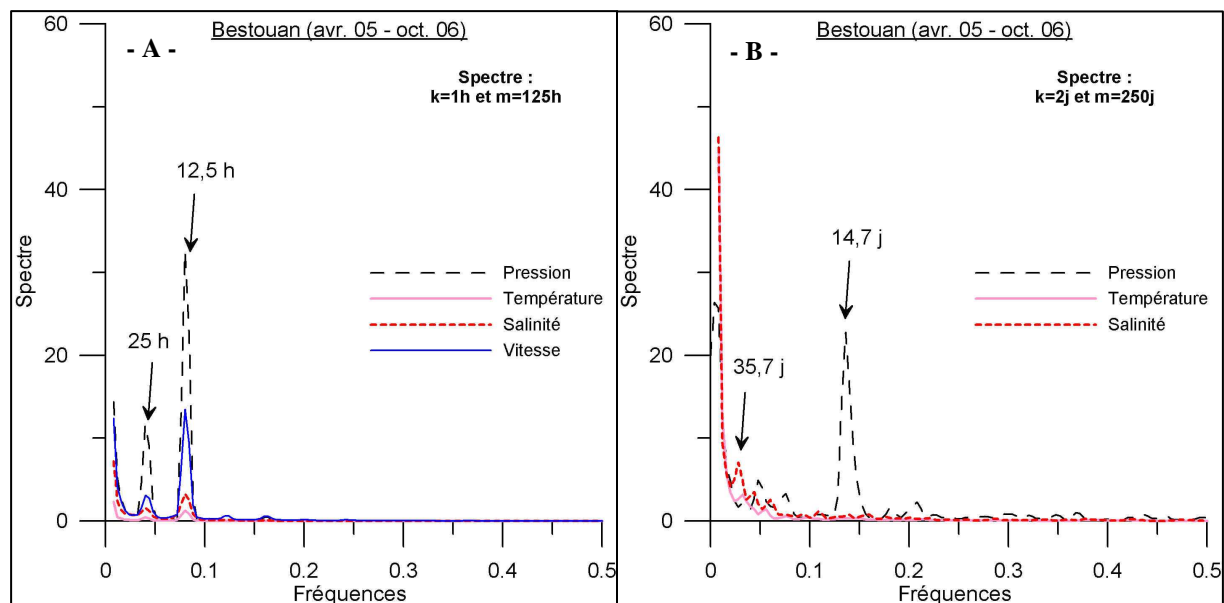 - A -
Bestouan (avr. 05 - oct. 06)
Spectre :
k=1h et m=125h
60
40
20
0
Spectre
12,5 h
25 h
Pression
Température
Salinité
Vitesse
0
0.1
0.2
0.3
0.4
0.5
Fréquences
- B -
Bestouan (avr. 05 - oct. 06)
Spectre :
k=2j et m=250j
60
40
20
0
Spectre
14,7 j
35,7 j
Pression
Température
Salinité
0
0.1
0.2
0.3
0.4
0.5
Fréquences